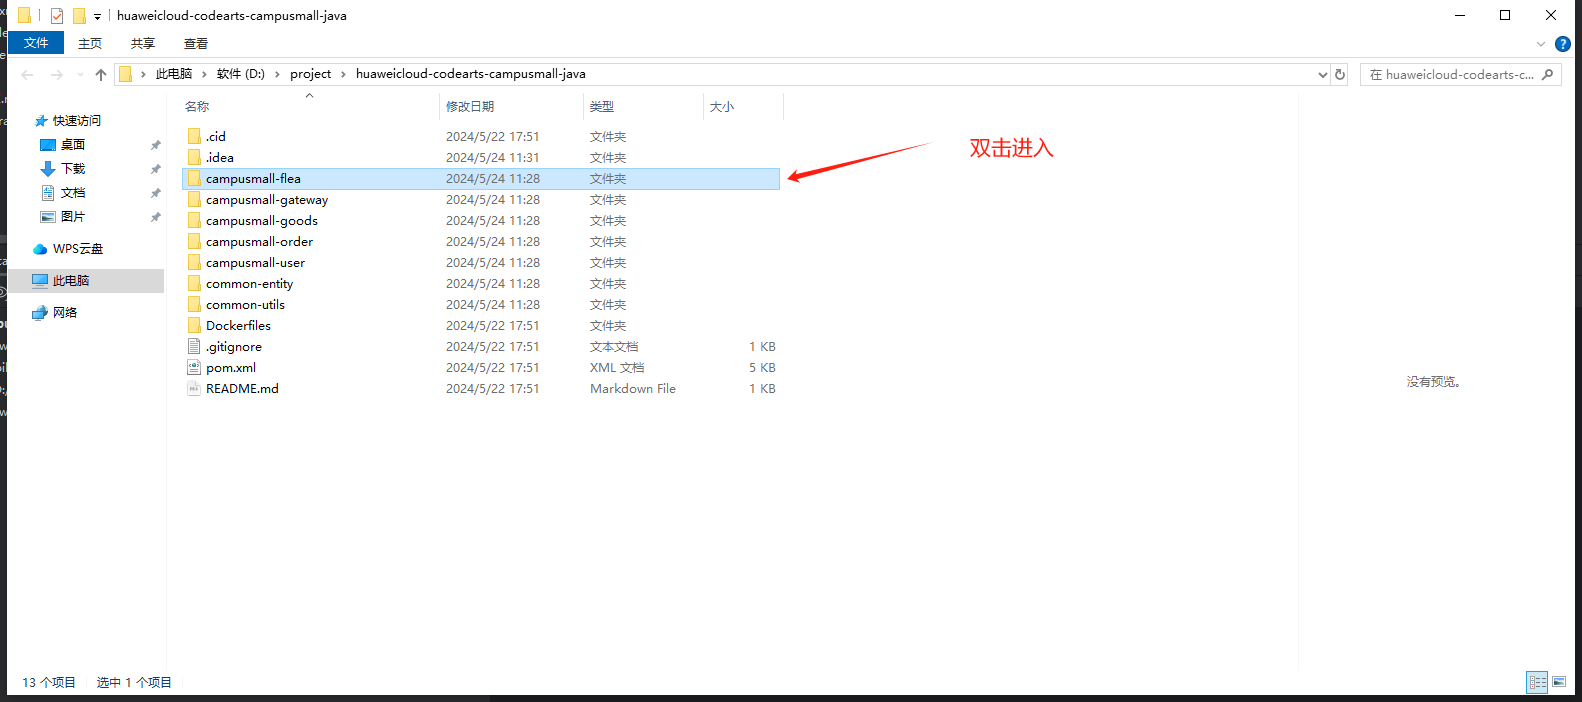 huaweicloud-codearts-campusmall-java
文件 主页 共享 查看
此电脑 软件 (D:) project huaweicloud-codearts-campusmall-java 在 huaweicloud-codearts-c...
名称 修改日期 类型 大小
快速访问
桌面
下载
文档
图片
WPS云盘
此电脑
网络
.cid 2024/5/22 17:51 文件夹
.idea 2024/5/24 11:31 文件夹
campusmall-flea 2024/5/24 11:28 文件夹
campusmall-gateway 2024/5/24 11:28 文件夹
campusmall-goods 2024/5/24 11:28 文件夹
campusmall-order 2024/5/24 11:28 文件夹
campusmall-user 2024/5/24 11:28 文件夹
common-entity 2024/5/24 11:28 文件夹
common-utils 2024/5/24 11:28 文件夹
Dockerfiles 2024/5/22 17:51 文件夹
.gitignore 2024/5/22 17:51 文本文档 1 KB
pom.xml 2024/5/22 17:51 XML 文档 5 KB
README.md 2024/5/22 17:51 Markdown File 1 KB
双击进入
没有预览。
13 个项目 选中 1 个项目